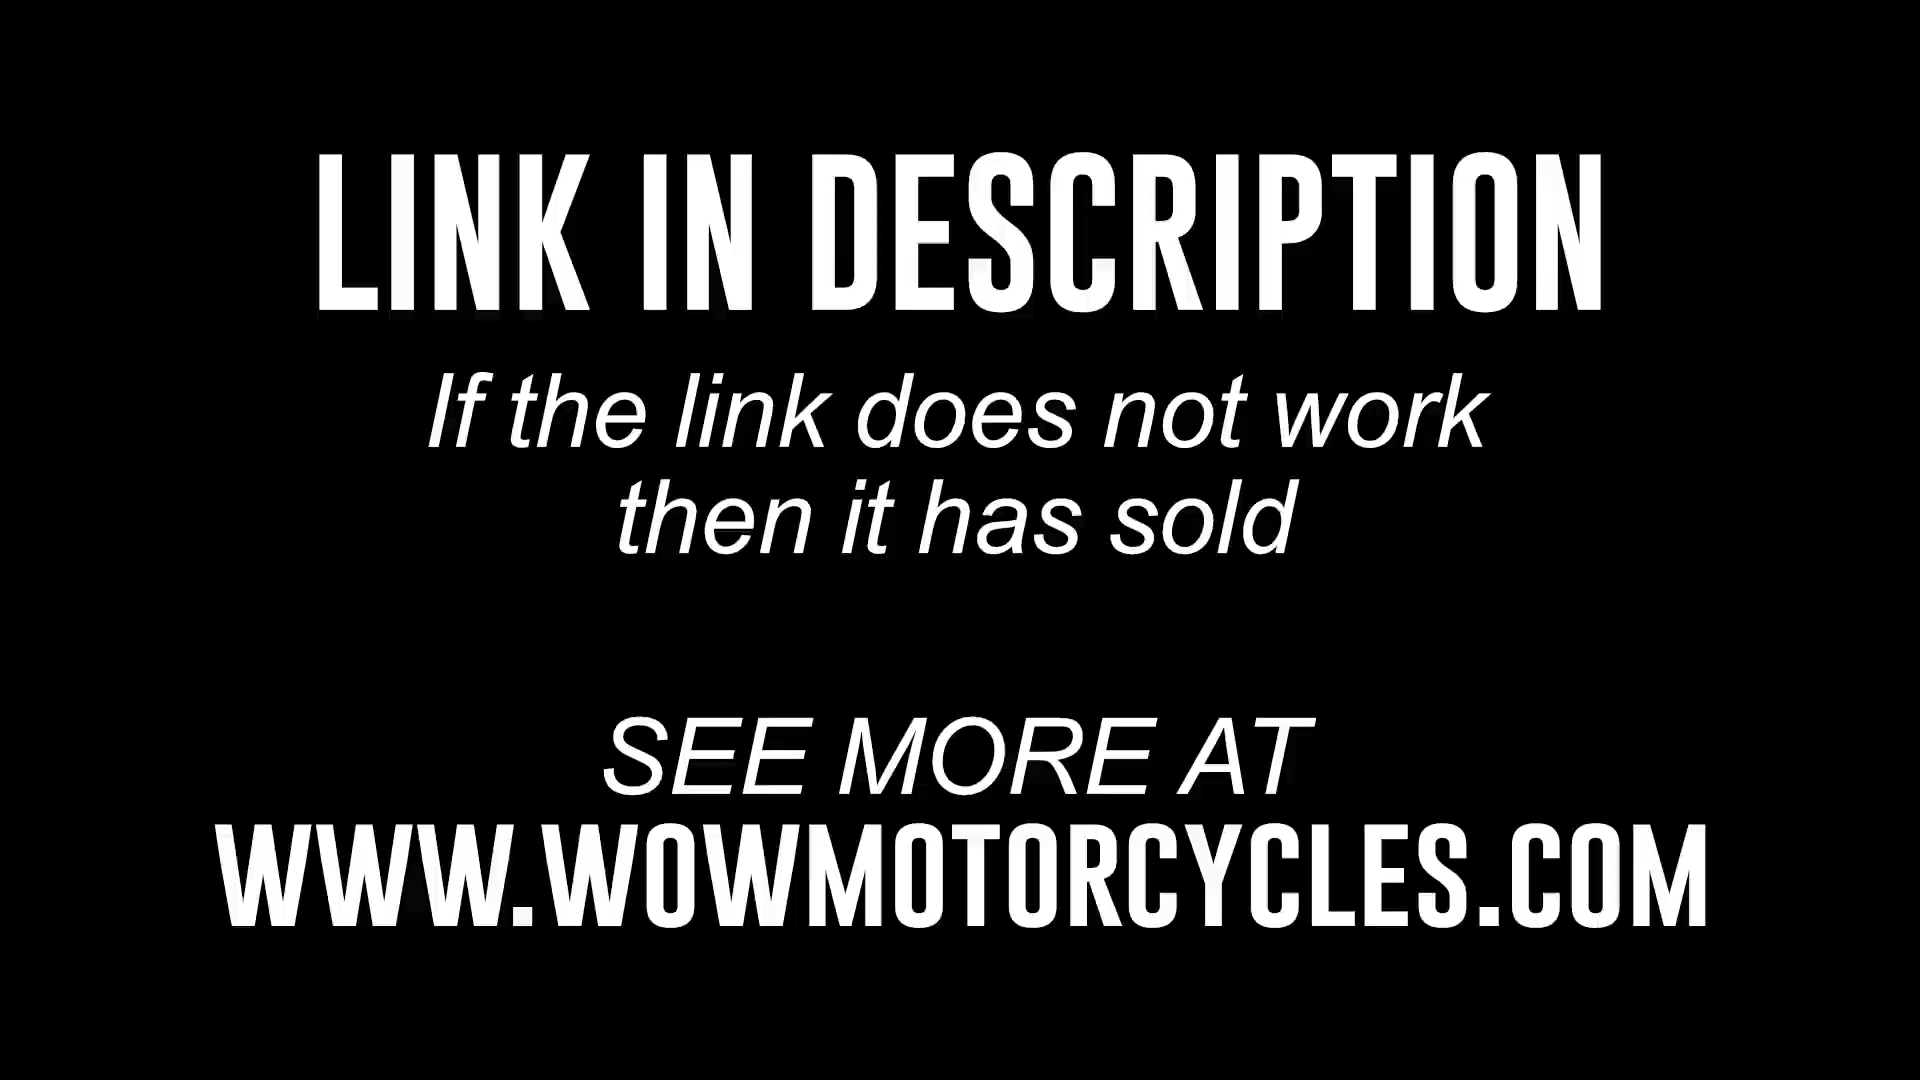 LINK IN DESCRIPTION
If the link does not work
then it has sold
SEE MORE AT
WWW.WOWMOTORCYCLES.COM